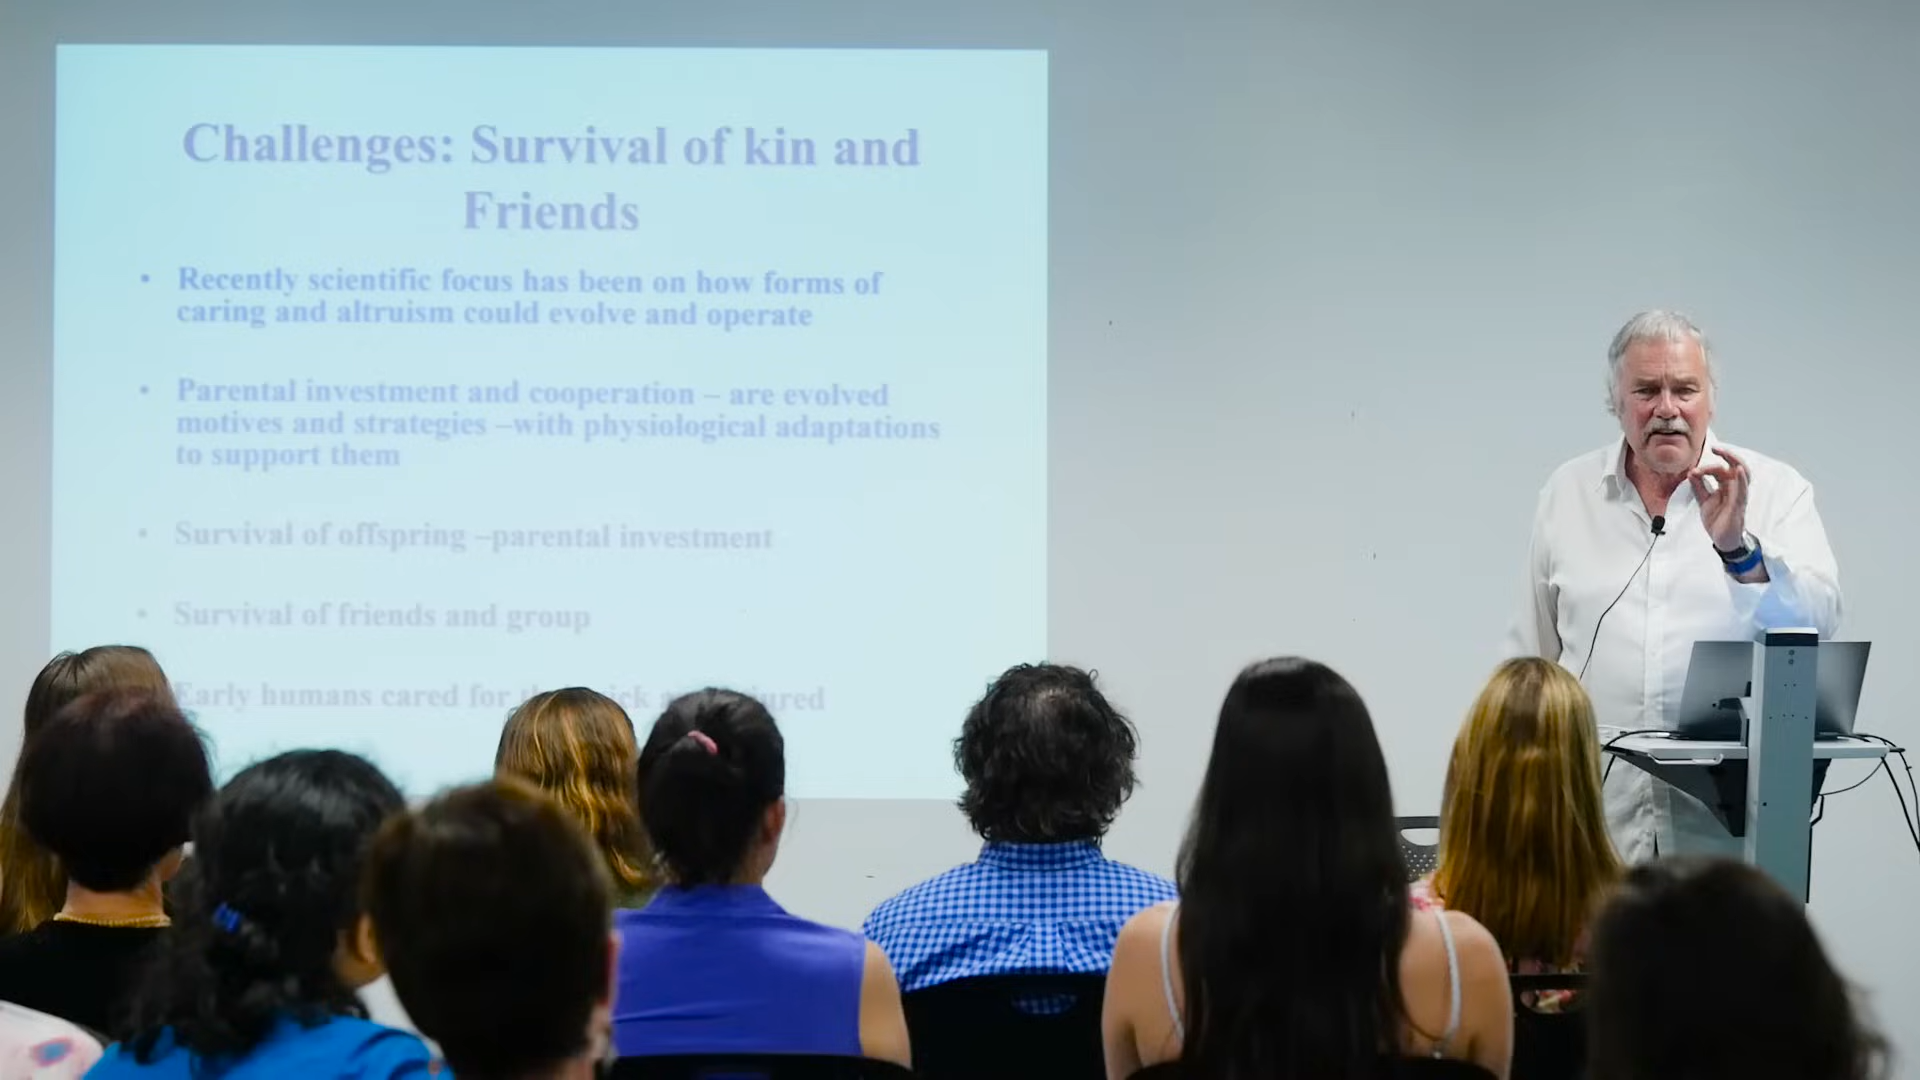 Challenges: Survival of kin and
Friends
• Recently scientific focus has been on how forms of
caring and altruism could evolve and operate
• Parental investment and cooperation – are evolved
motives and strategies –with physiological adaptations
to support them
• Survival of offspring –parental investment
• Survival of friends and group
Early humans cared for